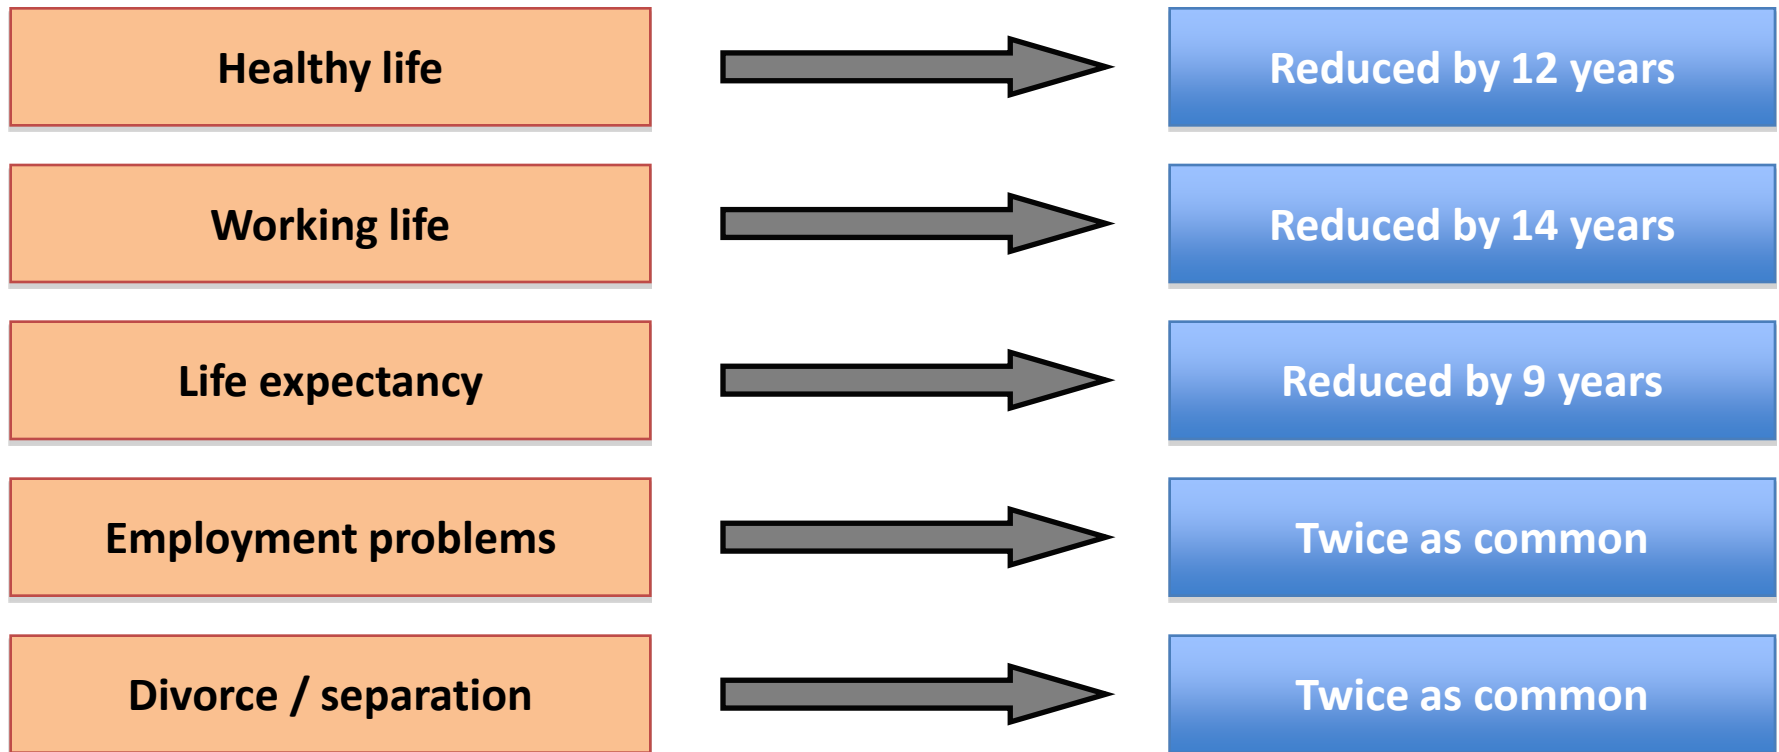 Healthy life
Reduced by 12 years
Working life
Reduced by 14 years
Life expectancy
Reduced by 9 years
Employment problems
Twice as common
Divorce / separation
Twice as common